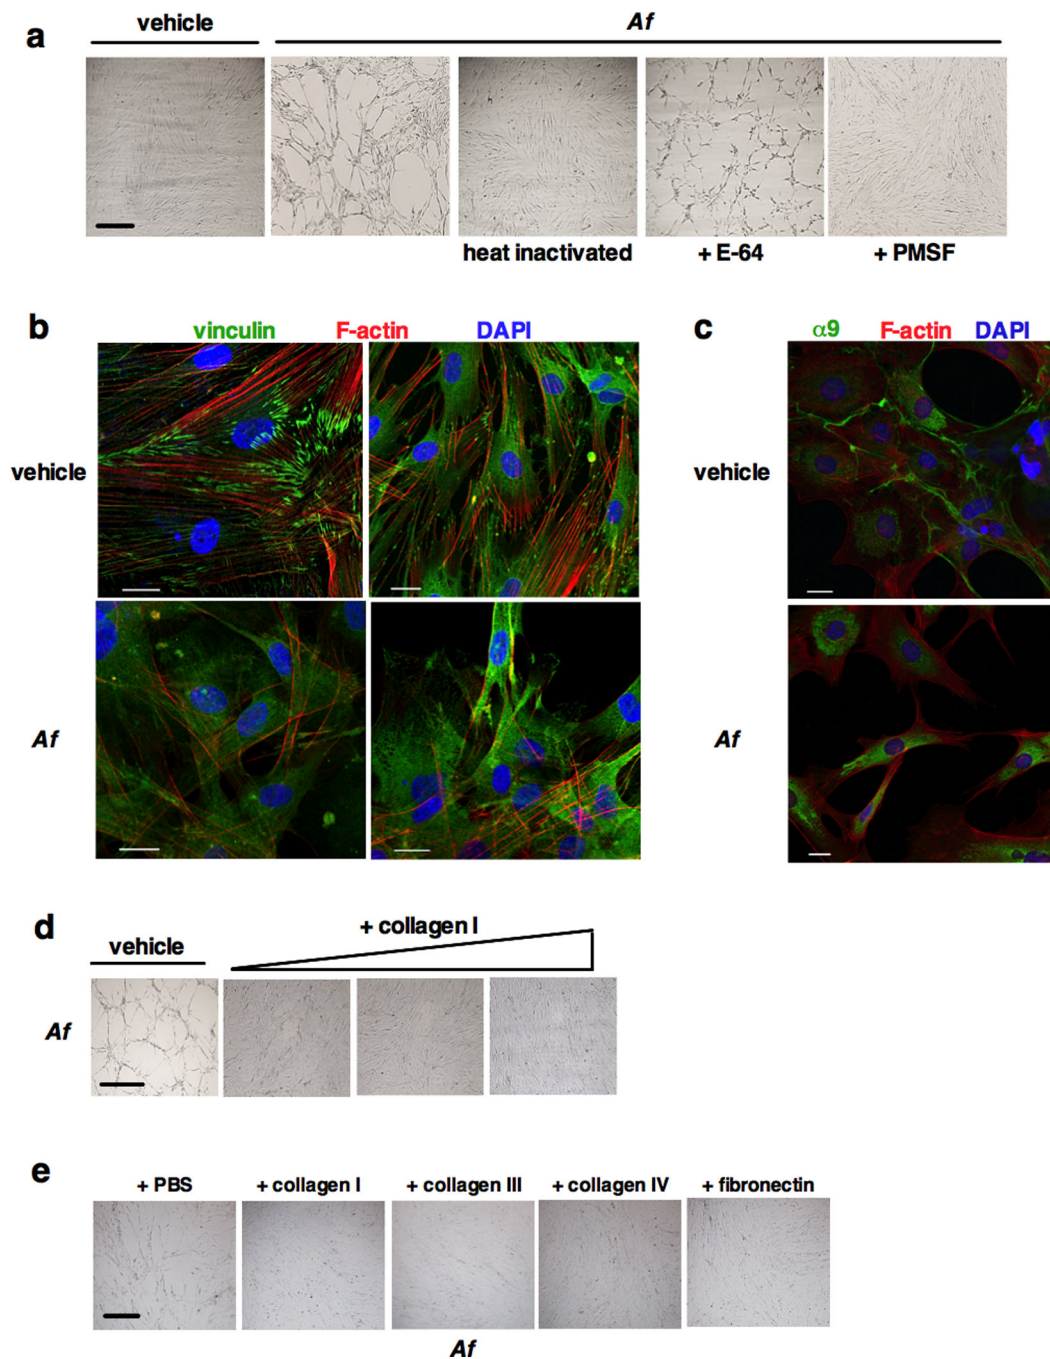 a
vehicle
Af
heat inactivated
+ E-64
+ PMSF
b
vinculin F-actin DAPI
vehicle
Af
c
α9 F-actin DAPI
vehicle
Af
d
vehicle
+ collagen I
Af
e
+ PBS
+ collagen I
+ collagen III
+ collagen IV
+ fibronectin
Af